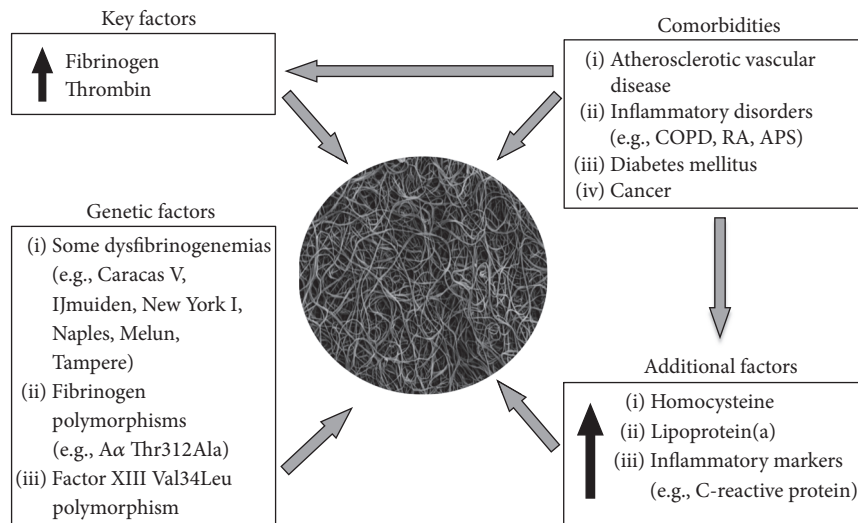 Key factors
Fibrinogen
Thrombin
Comorbidities
(i) Atherosclerotic vascular
disease
(ii) Inflammatory disorders
(e.g., COPD, RA, APS)
(iii) Diabetes mellitus
(iv) Cancer
Genetic factors
(i) Some dysfibrinogenemias
(e.g., Caracas V,
IJmuiden, New York I,
Naples, Melun,
Tampere)
(ii) Fibrinogen
polymorphisms
(e.g., Aα Thr312Ala)
(iii) Factor XIII Val34Leu
polymorphism
Additional factors
(i) Homocysteine
(ii) Lipoprotein(a)
(iii) Inflammatory markers
(e.g., C-reactive protein)